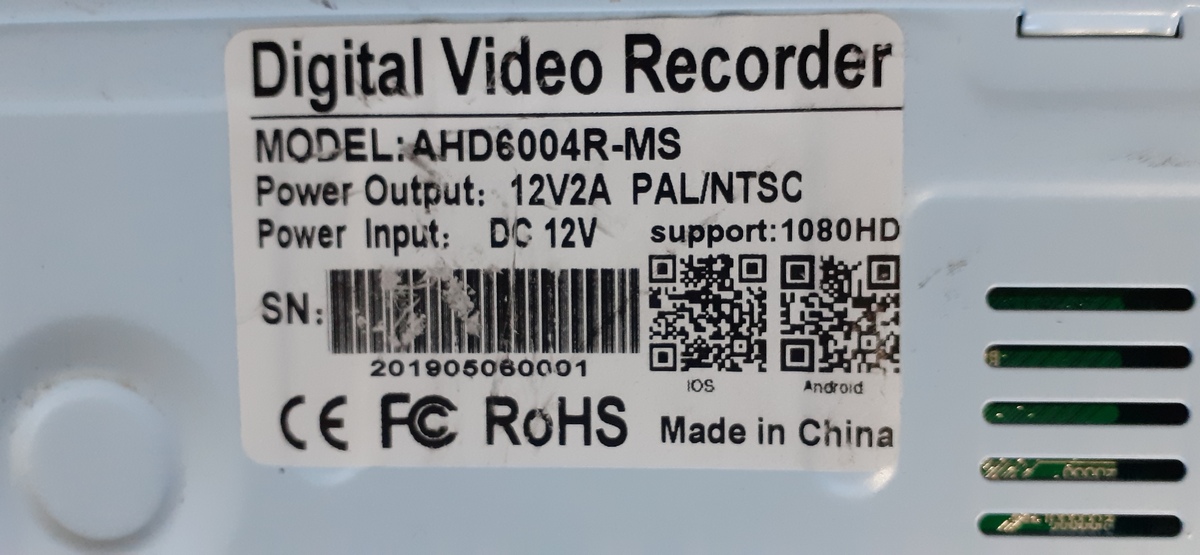 Digital Video Recorder
MODEL:AHD6004R-MS
Power Output: 12V2A PAL/NTSC
Power Input: DC 12V support:1080HD
SN:
201905060001
IOS Android
CE FC RoHS Made in China